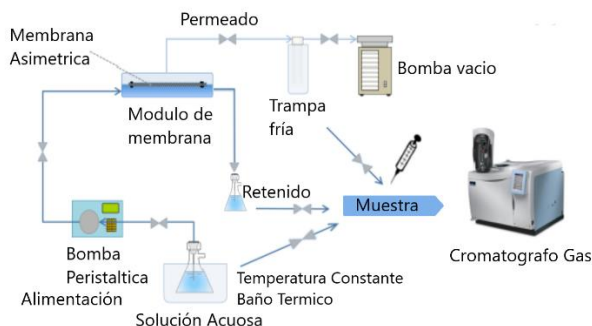 Permeado
Membrana
Asimetrica
Bomba vacio
Modulo de
membrana
Trampa
fría
Retenido
Muestra
Cromatografo Gas
Bomba
Peristaltica
Alimentación
Temperatura Constante
Baño Termico
Solución Acuosa